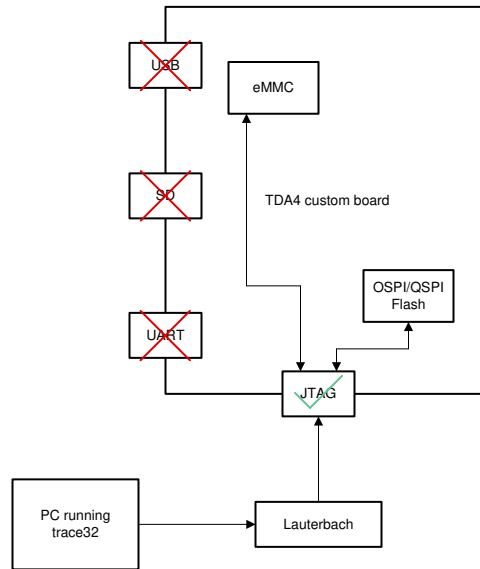 USB
eMMC
SD
TDA4 custom board
OSPI/QSPI
Flash
UART
JTAG
PC running
trace32
Lauterbach